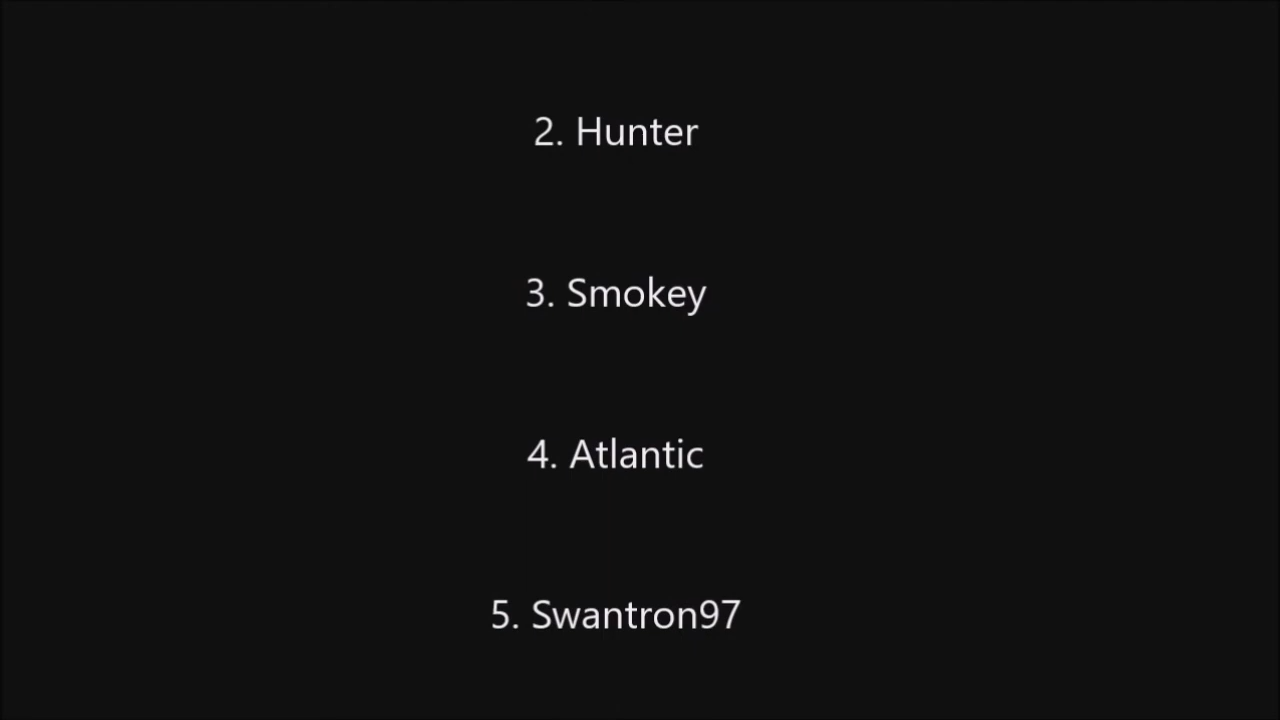 2. Hunter
3. Smokey
4. Atlantic
5. Swantron97